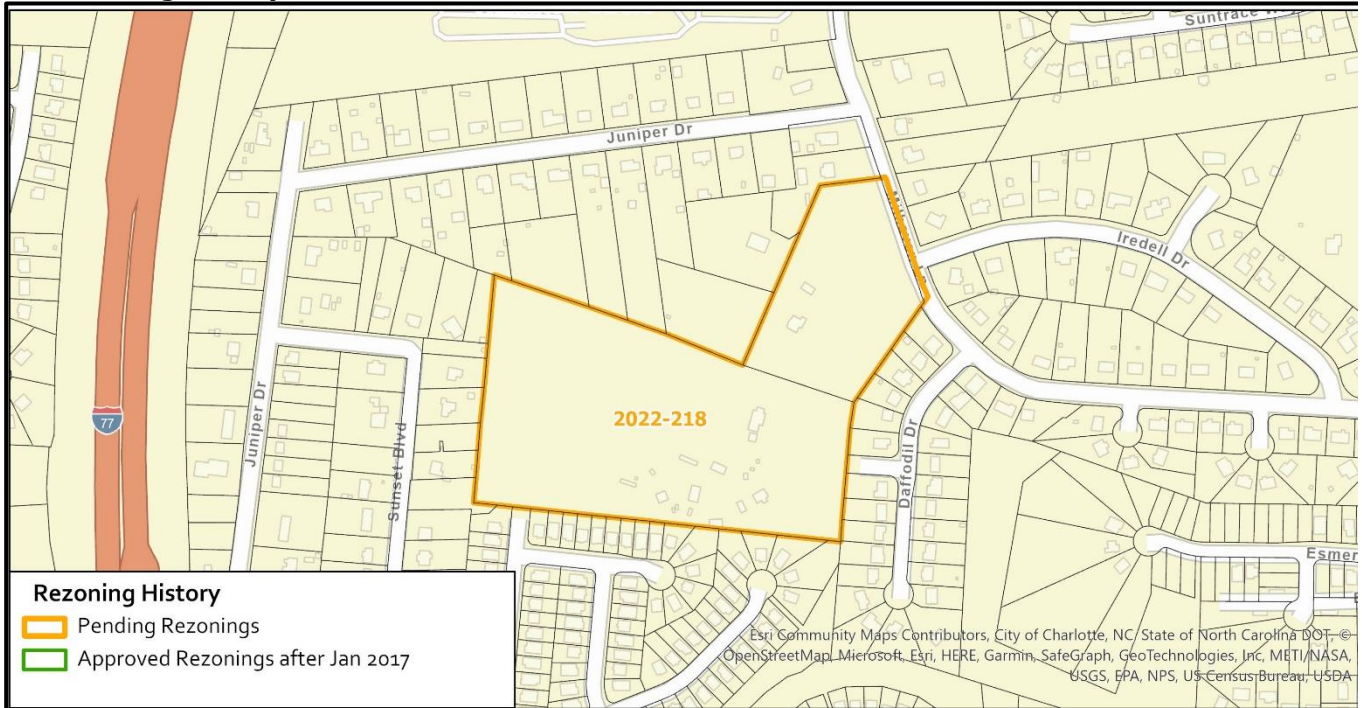 Suntrace Way
Juniper Dr
Iredell Dr
2022-218
77
Juniper Dr
Sunset Blvd
Daffodil Dr
Esmer
Rezoning History
Pending Rezonings
Approved Rezonings after Jan 2017
Esri Community Maps Contributors, City of Charlotte, NC, State of North Carolina DOT, ©
OpenStreetMap, Microsoft, Esri, HERE, Garmin, SafeGraph, GeoTechnologies, Inc, METI/NASA,
USGS, EPA, NPS, US Census Bureau, USDA